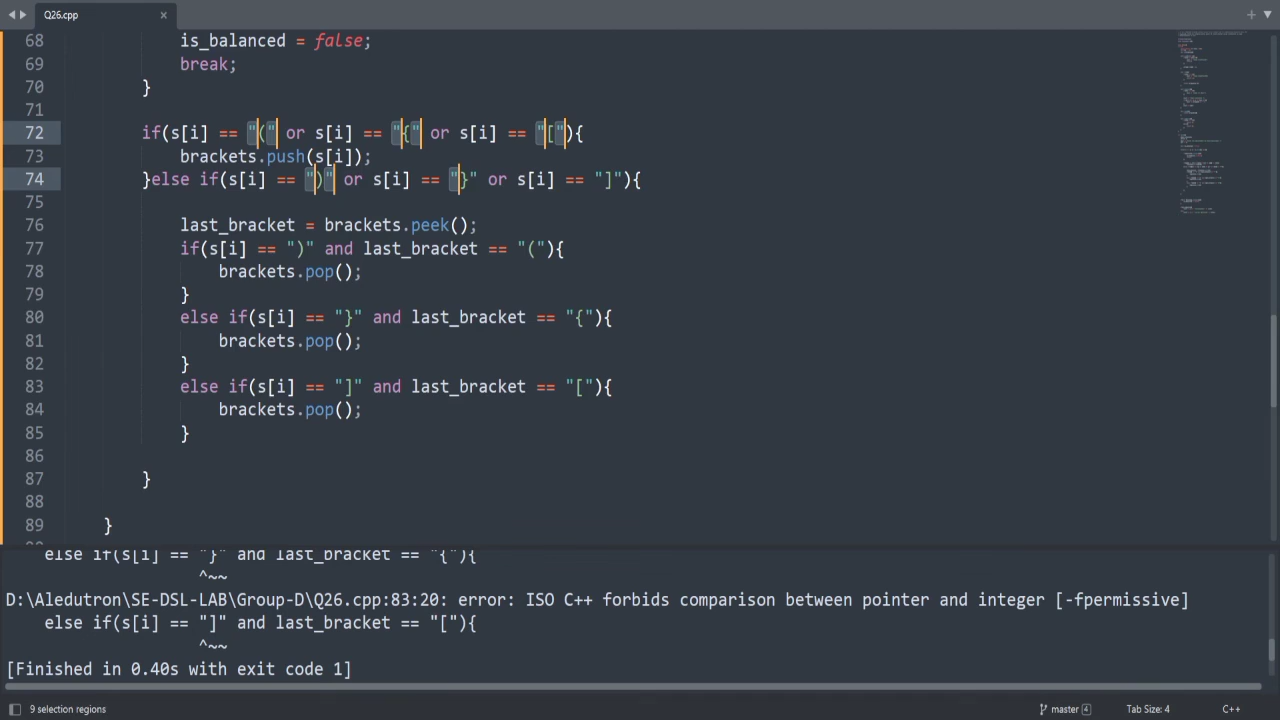 Q26.cpp
68 is_balanced = false;
69 break;
70 }
71
72 if(s[i] == "(" or s[i] == "{" or s[i] == "["){
73 brackets.push(s[i]);
74 }else if(s[i] == ")" or s[i] == "}" or s[i] == "]"){
75
76 last_bracket = brackets.peek();
77 if(s[i] == ")" and last_bracket == "("){
78 brackets.pop();
79 }
80 else if(s[i] == "}" and last_bracket == "{"){
81 brackets.pop();
82 }
83 else if(s[i] == "]" and last_bracket == "["){
84 brackets.pop();
85 }
86
87 }
88
89 }
else if(s[i] == "}" and last_bracket == "{"){
^~~
D:\Aledutron\SE-DSL-LAB\Group-D\Q26.cpp:83:20: error: ISO C++ forbids comparison between pointer and integer [-fpermissive]
else if(s[i] == "]" and last_bracket == "["){
^~~
[Finished in 0.40s with exit code 1]
9 selection regions master 4 Tab Size: 4 C++